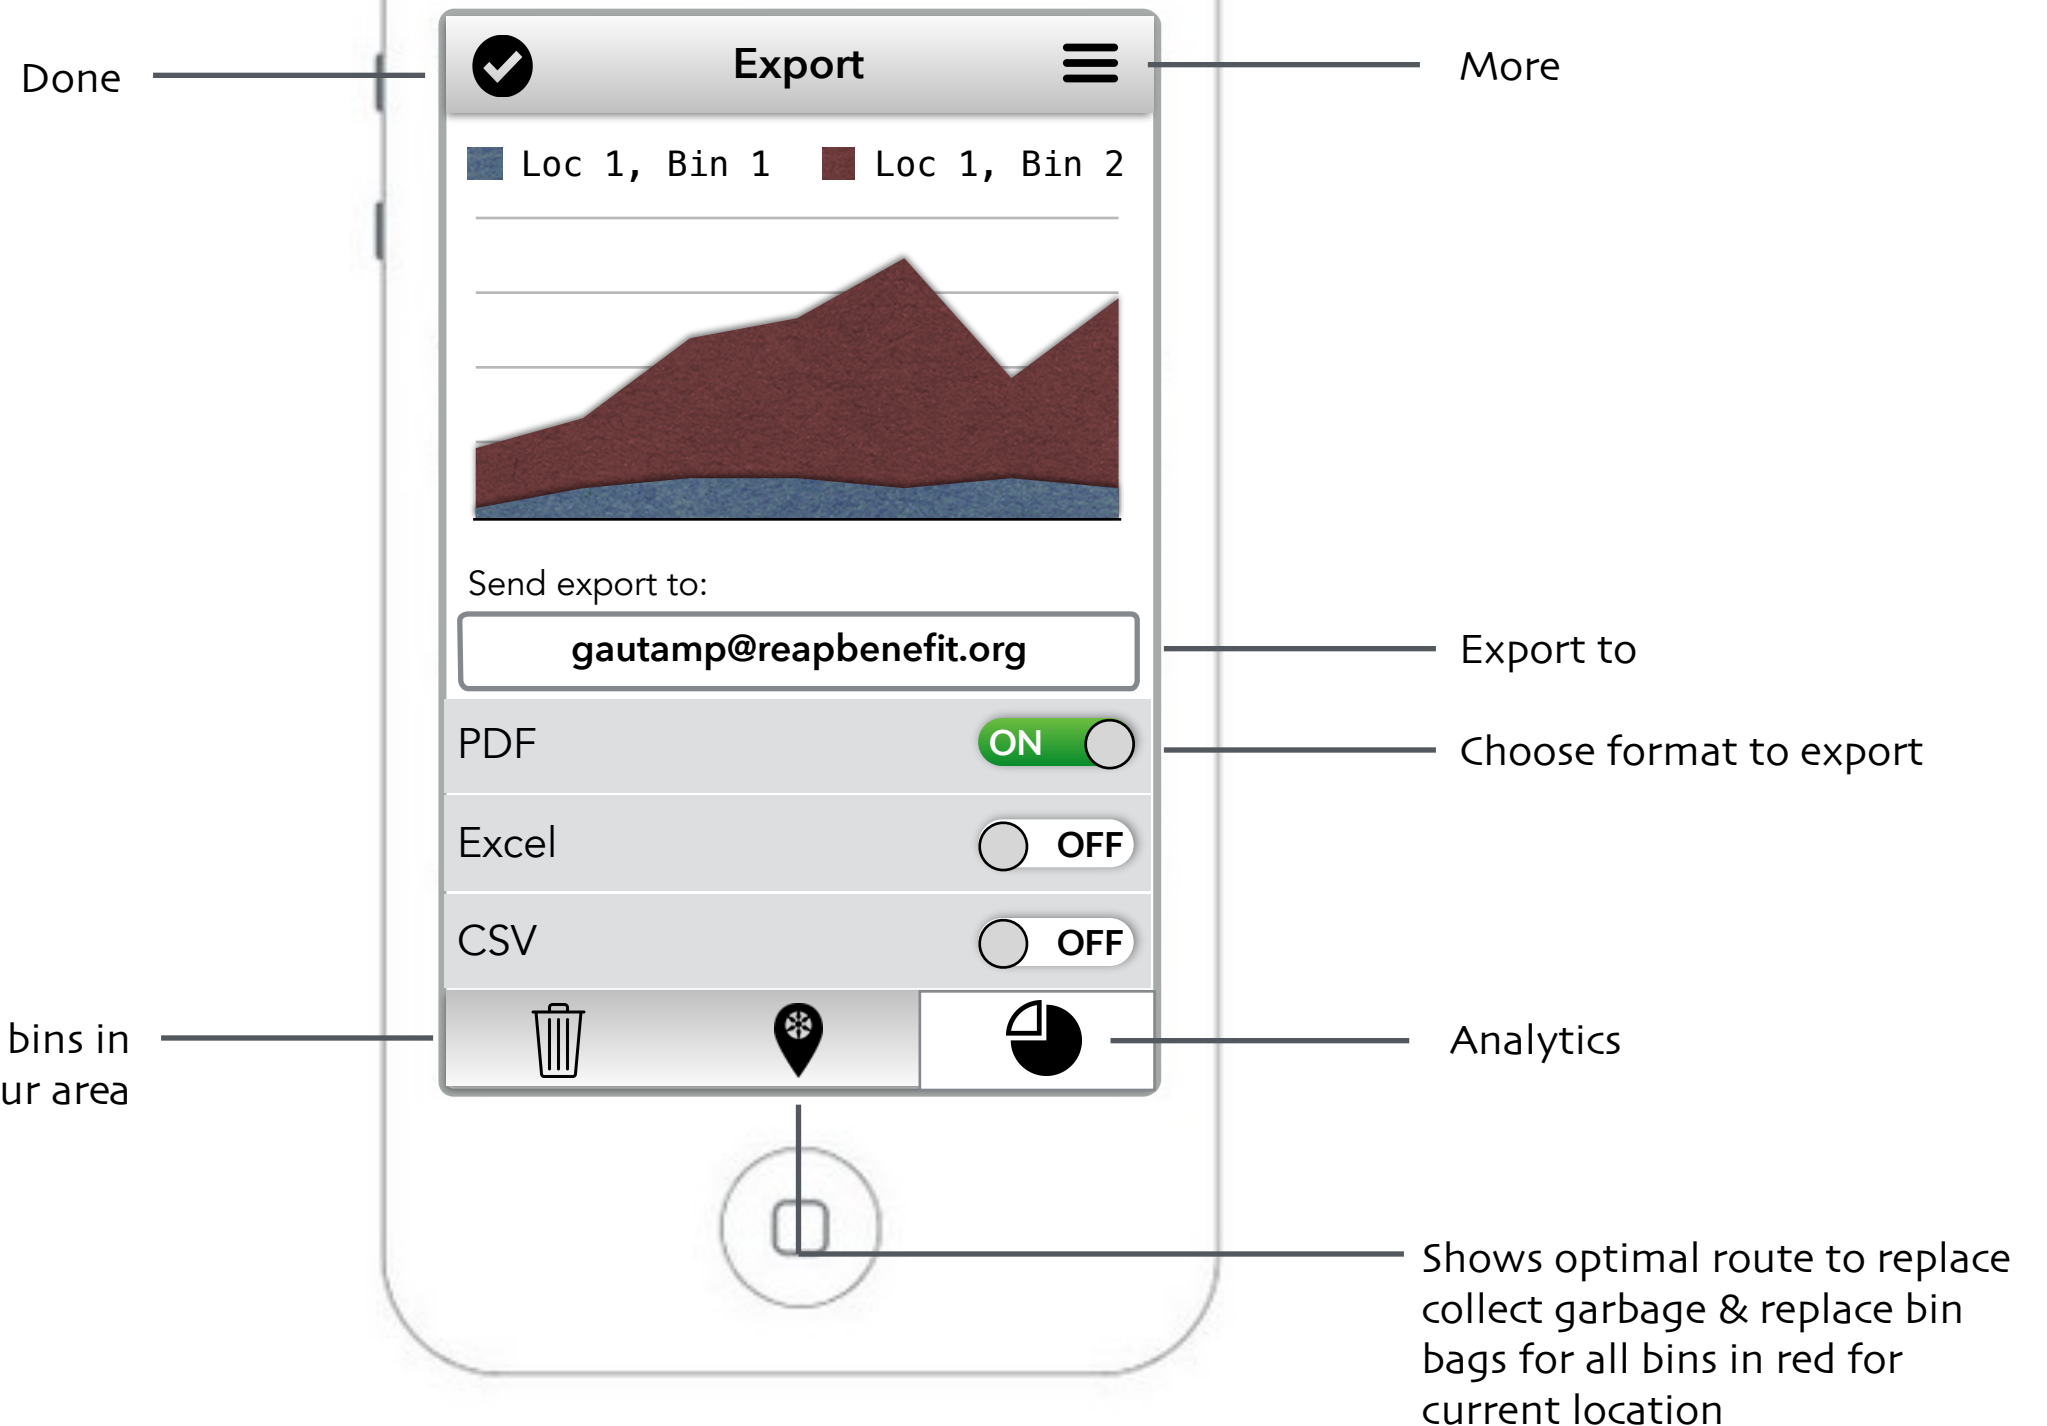 Done
Export
More
Loc 1, Bin 1 Loc 1, Bin 2
Send export to:
gautamp@reapbenefit.org
Export to
PDF ON
Choose format to export
Excel OFF
CSV OFF
bins in
ur area
Analytics
Shows optimal route to replace
collect garbage & replace bin
bags for all bins in red for
current location